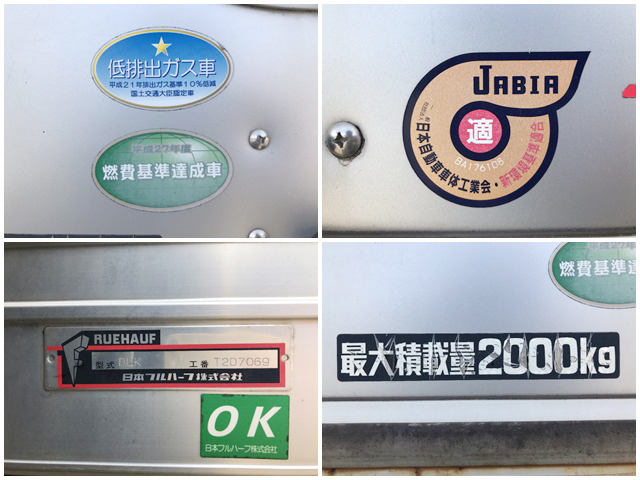 低排出ガス車
平成21年排出ガス基準10%低減
国土交通大臣認定車
平成27年度
燃費基準達成車
JABIA
適
BA176108
日本自動車車体工業会・
RUEHAUF
型式 工番 T207069
日本フルハーフ株式会社
OK
日本フルハーフ株式会社
平成27年
燃費基準達
最大積載量2000kg